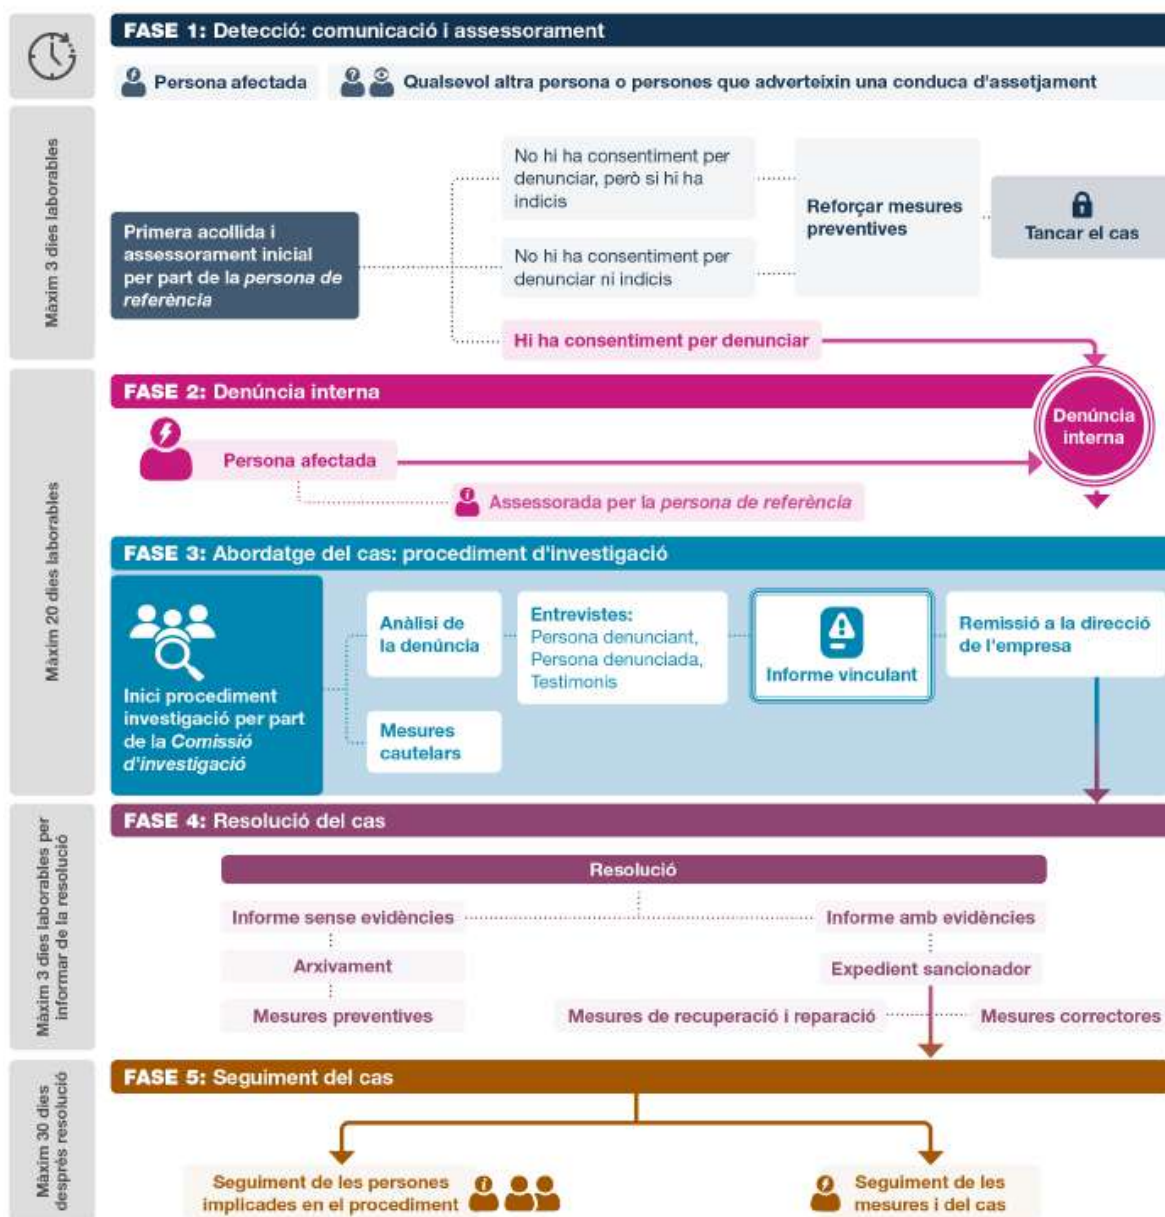 FASE 1: Detecció: comunicació i assessorament
Persona afectada
Qualsevol altra persona o persones que adverteixin una conduca d'assetjament
Màxim 3 dies laborables
Primera acollida i
assessorament inicial
per part de la persona de
referència
No hi ha consentiment per
denunciar, però si hi ha
indicis
No hi ha consentiment per
denunciar ni indicis
Hi ha consentiment per denunciar
Reforçar mesures
preventives
Tancar el cas
Màxim 20 dies laborables
FASE 2: Denúncia interna
Denúncia
interna
Persona afectada
Assessorada per la persona de referència
FASE 3: Abordatge del cas: procediment d'investigació
Inici procediment
investigació per part
de la Comissió
d'investigació
Anàlisi de
la denúncia
Mesures
cautelars
Entrevistes:
Persona denunciant,
Persona denunciada,
Testimonis
Informe vinculant
Remissió a la direcció
de l'empresa
Màxim 3 dies laborables per
informar de la resolució
FASE 4: Resolució del cas
Resolució
Informe sense evidències
Arxivament
Mesures preventives
Informe amb evidències
Expedient sancionador
Mesures de recuperació i reparació
Mesures correctores
Màxim 30 dies
després resolució
FASE 5: Seguiment del cas
Seguiment de les persones
implicades en el procediment
Seguiment de les
mesures i del cas